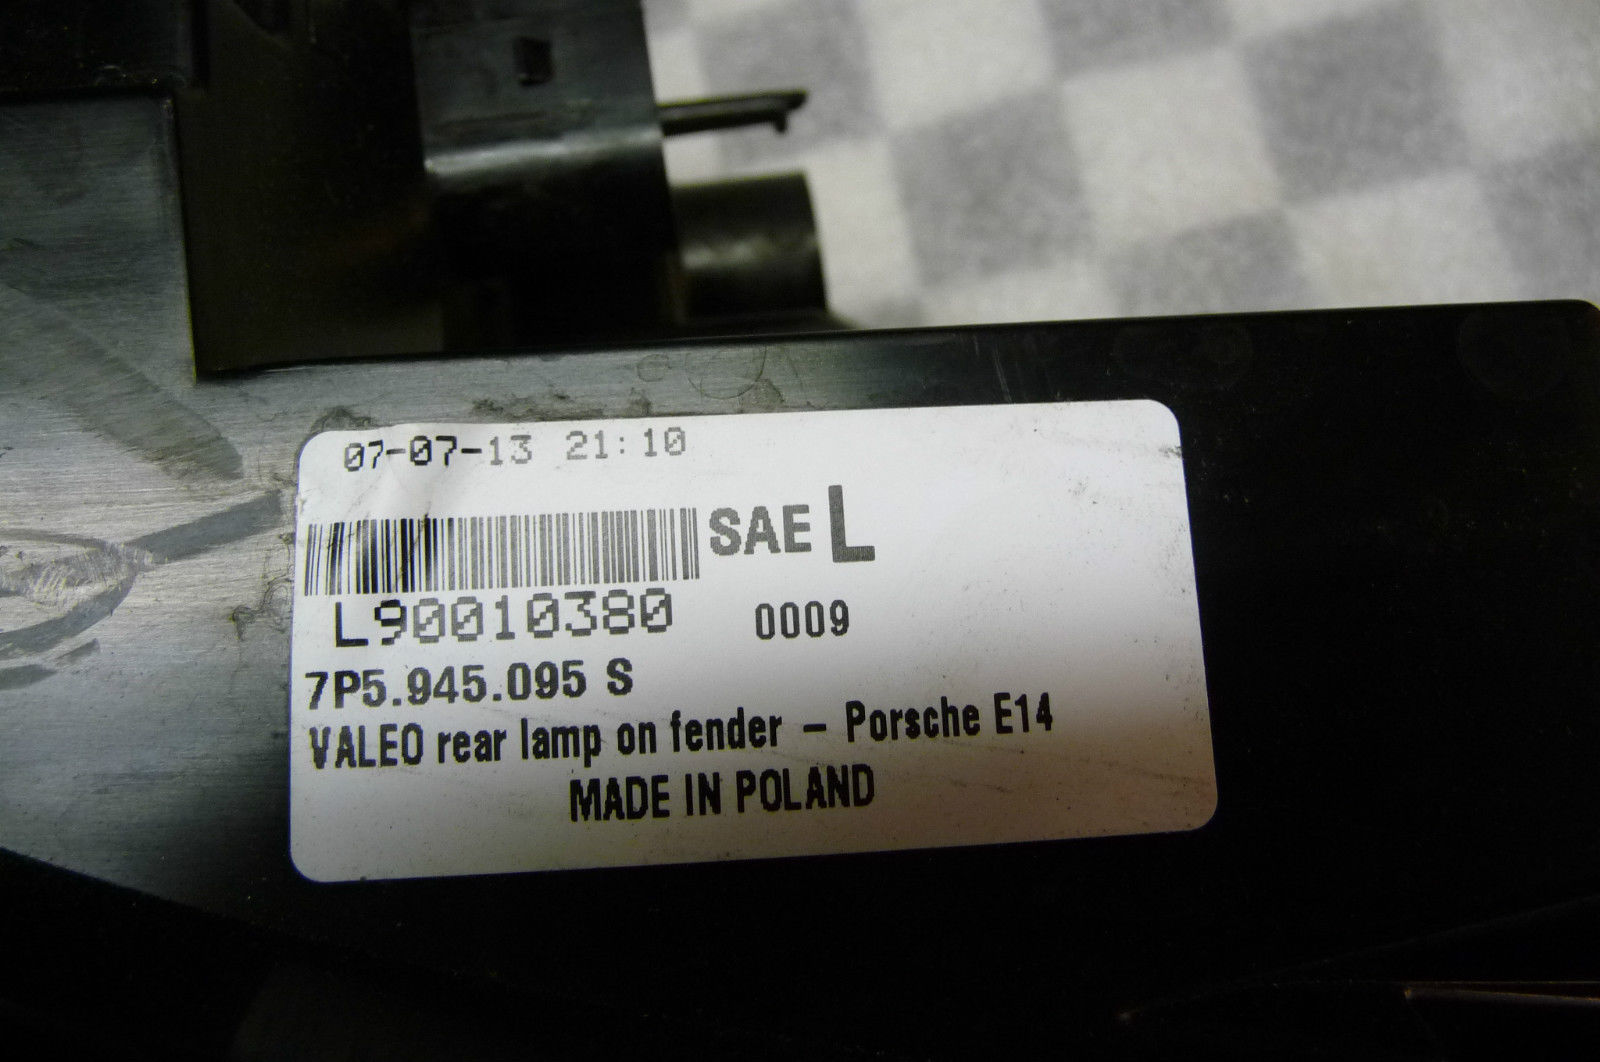 07-07-13 21:10
SAE L
L90010380 0009
7P5.945.095 S
VALEO rear lamp on fender – Porsche E14
MADE IN POLAND